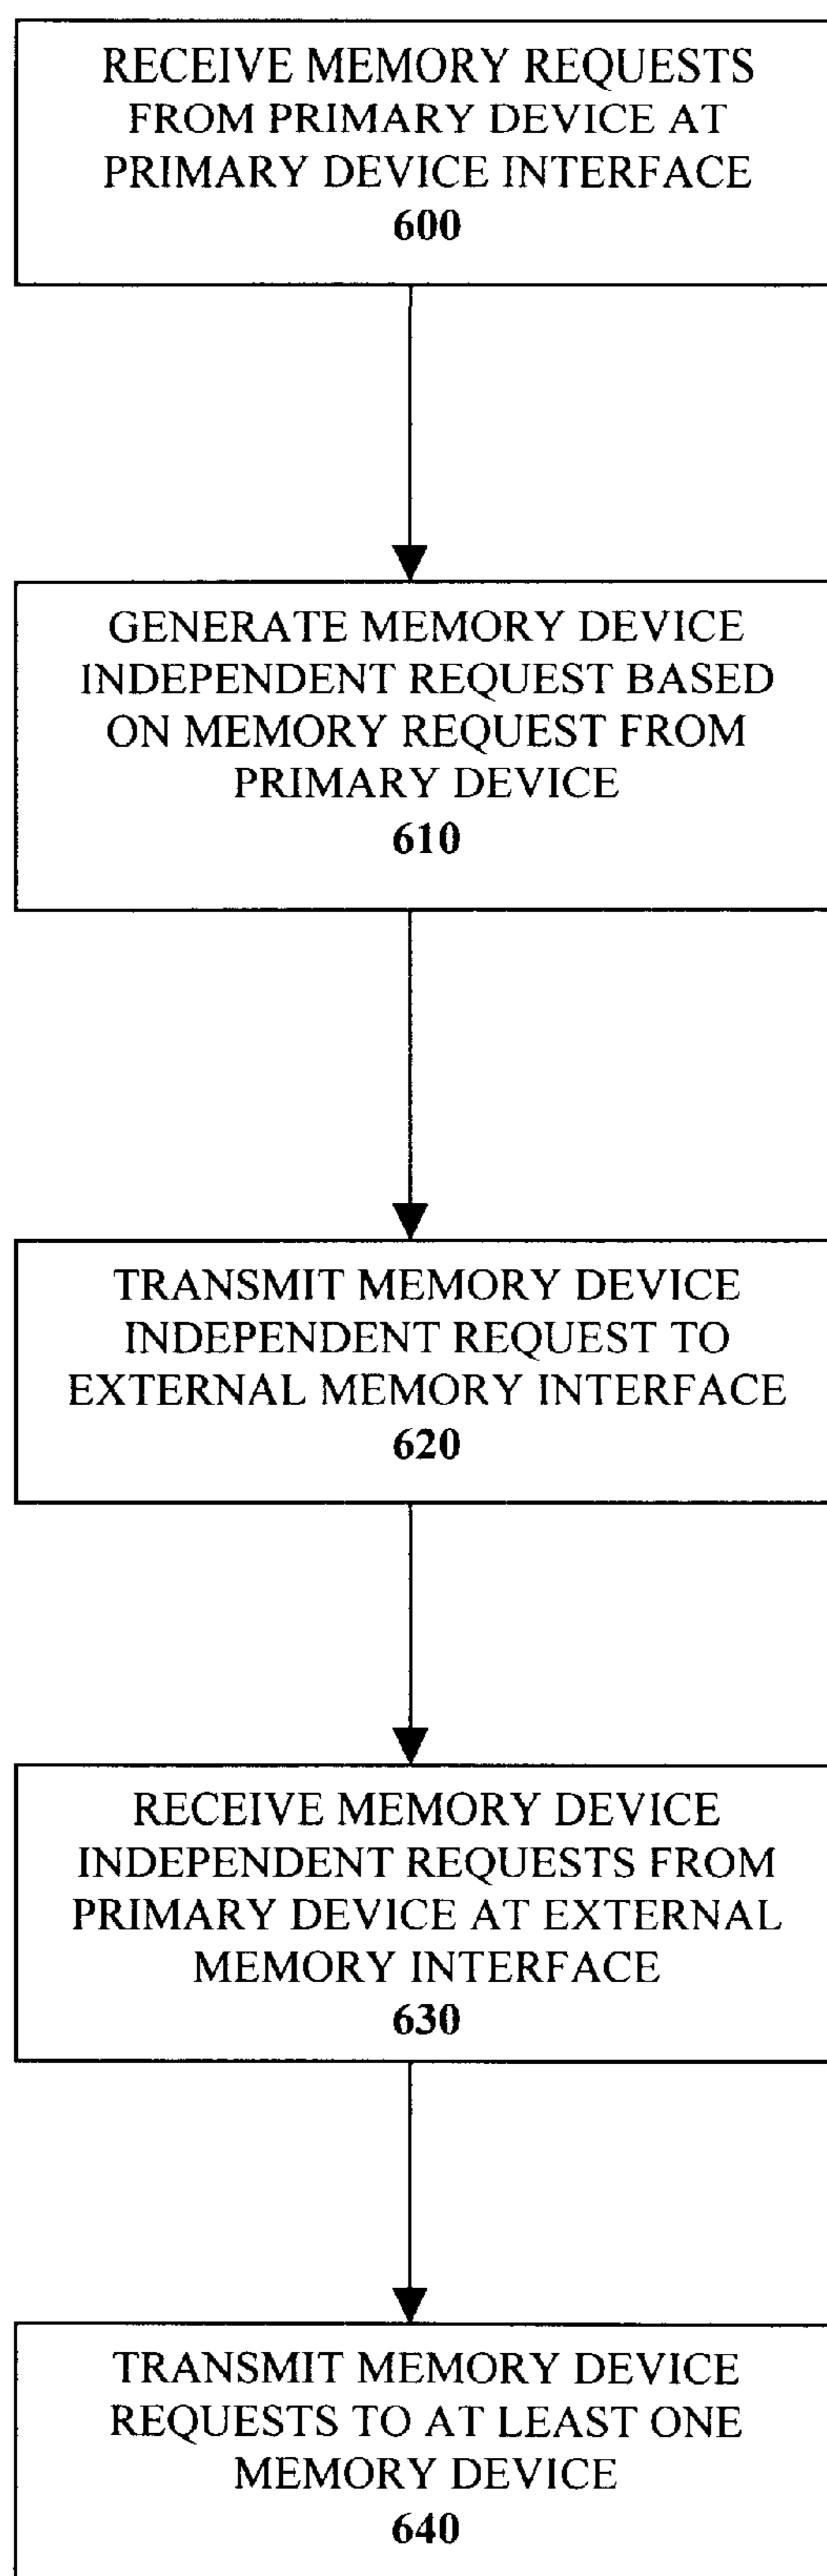 RECEIVE MEMORY REQUESTS
FROM PRIMARY DEVICE AT
PRIMARY DEVICE INTERFACE
600
GENERATE MEMORY DEVICE
INDEPENDENT REQUEST BASED
ON MEMORY REQUEST FROM
PRIMARY DEVICE
610
TRANSMIT MEMORY DEVICE
INDEPENDENT REQUEST TO
EXTERNAL MEMORY INTERFACE
620
RECEIVE MEMORY DEVICE
INDEPENDENT REQUESTS FROM
PRIMARY DEVICE AT EXTERNAL
MEMORY INTERFACE
630
TRANSMIT MEMORY DEVICE
REQUESTS TO AT LEAST ONE
MEMORY DEVICE
640